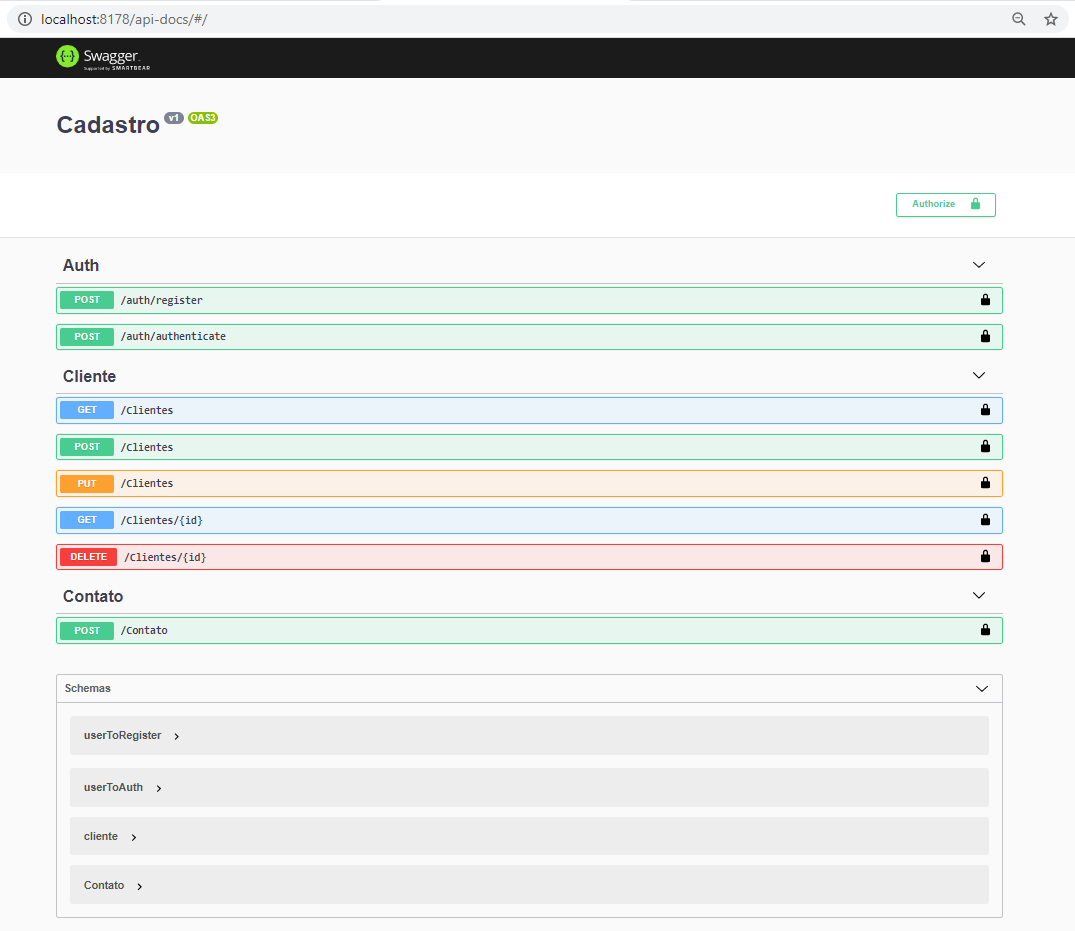 localhost:8178/api-docs/#/
Swagger
Supported by SMARTBEAR
Cadastro v1 OAS3
Authorize
Auth
POST /auth/register
POST /auth/authenticate
Cliente
GET /Clientes
POST /Clientes
PUT /Clientes
GET /Clientes/{id}
DELETE /Clientes/{id}
Contato
POST /Contato
Schemas
userToRegister
userToAuth
cliente
Contato